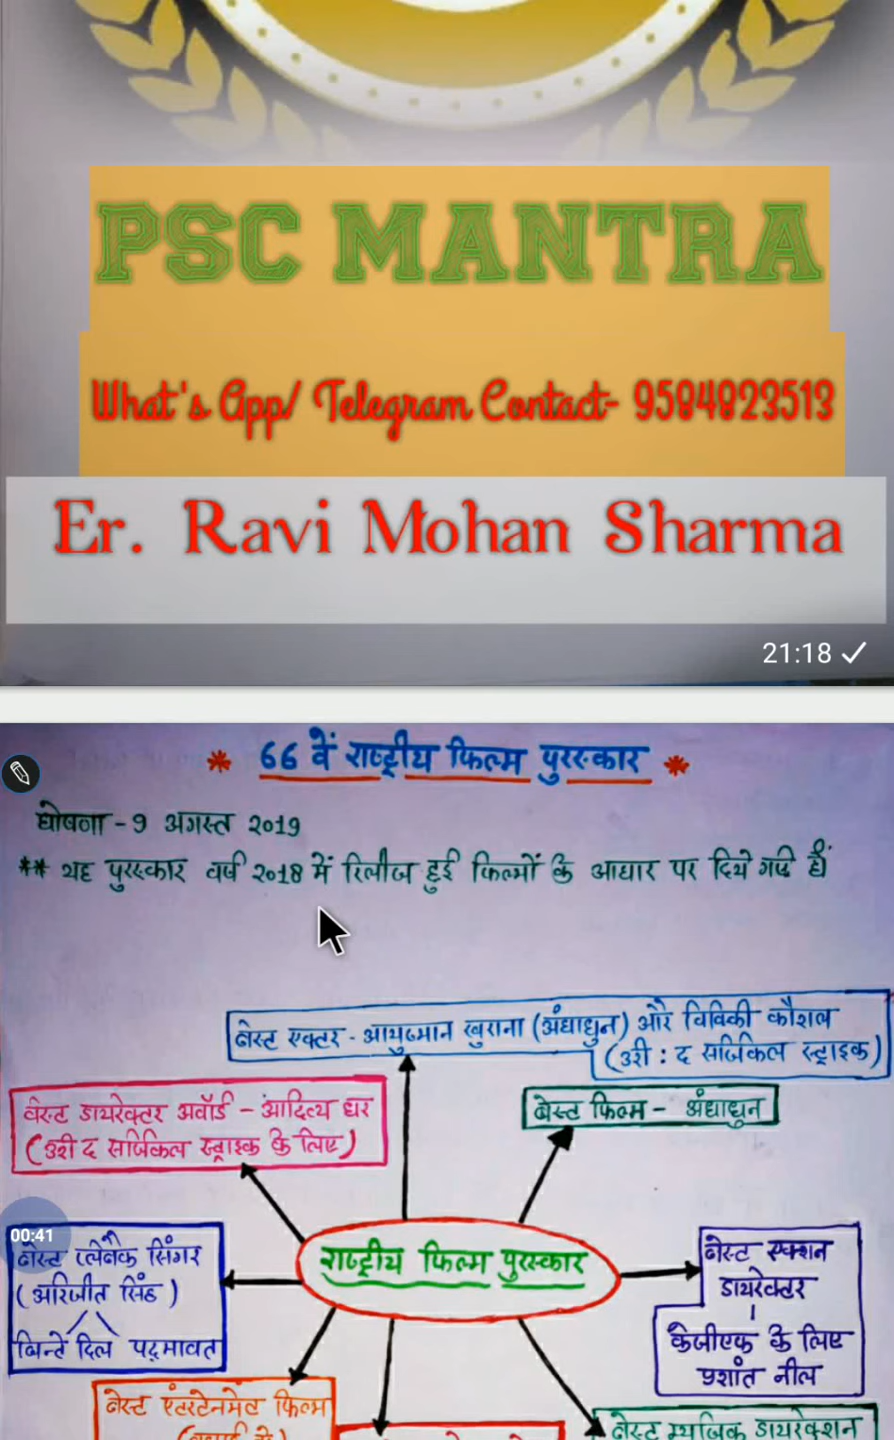 PSC MANTRA
What's App/ Telegram Contact- 9584823513
Er. Ravi Mohan Sharma
21:18
* 66 वें राष्ट्रीय फिल्म पुरस्कार *
घोषणा - 9 अगस्त 2019
** यह पुरस्कार वर्ष 2018 में रिलीज हुई फिल्मों के आधार पर दिये गये हैं
बेस्ट एक्टर - आयुष्मान खुराना (अंधाधुन) और विक्की कौशल
(उरी : द सर्जिकल स्ट्राइक)
बेस्ट डायरेक्टर अवॉर्ड - आदित्य धर
(उरी द सर्जिकल स्ट्राइक के लिए)
बेस्ट फिल्म - अंधाधुन
00:41
बेस्ट प्लेबैक सिंगर
(अरिजीत सिंह)
बिन्ते दिल पद्मावत
राष्ट्रीय फिल्म पुरस्कार
बेस्ट एक्शन
डायरेक्टर
केजीएफ के लिए
प्रशांत नील
बेस्ट एंटरटेनमेंट फिल्म
बेस्ट म्यूजिक डायरेक्शन